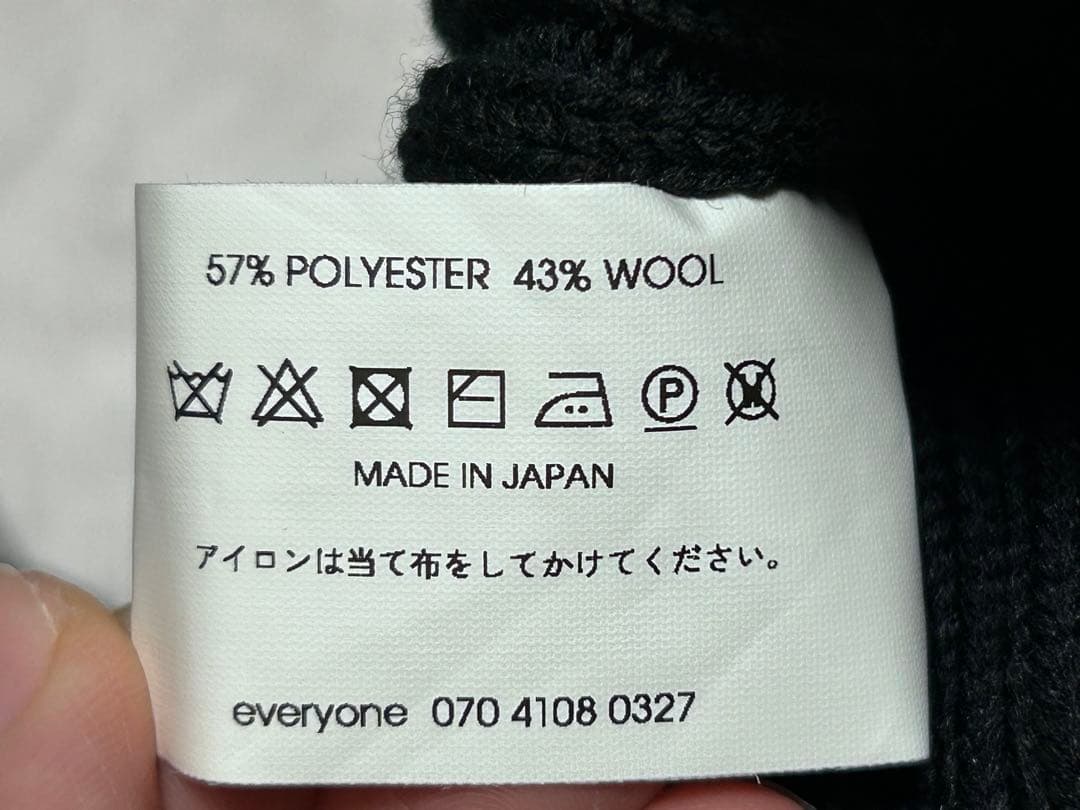 57% POLYESTER 43% WOOL
P W
MADE IN JAPAN
アイロンは当て布をしてかけてください。
everyone 070 4108 0327